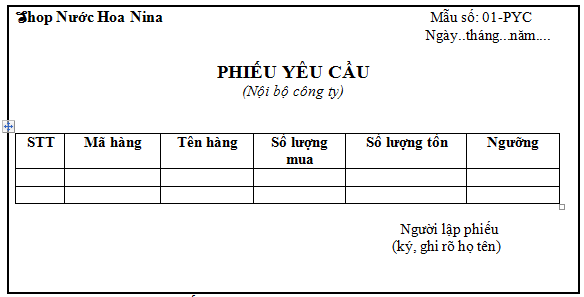 Shop Nước Hoa Nina
Mẫu số: 01-PYC
Ngày..tháng...năm....
PHIẾU YÊU CẦU
(Nội bộ công ty)
STT Mã hàng Tên hàng Số lượng mua Số lượng tồn Ngưỡng
Người lập phiếu
(ký, ghi rõ họ tên)